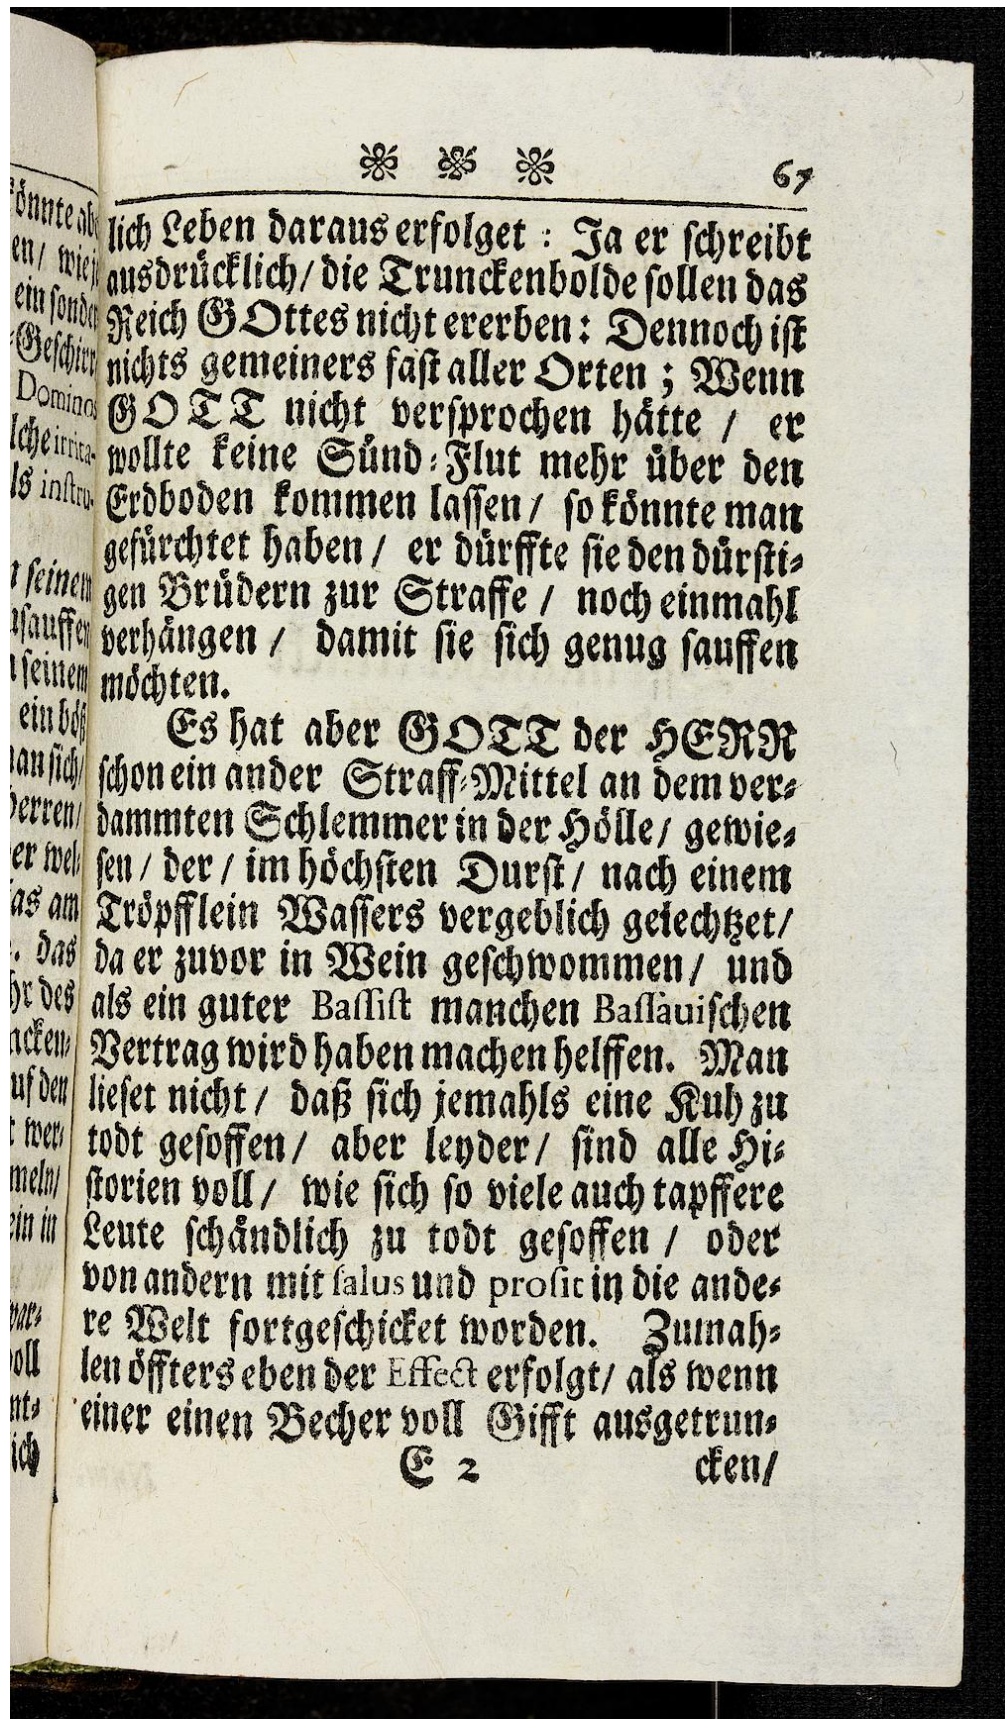 67
lich Leben daraus erfolget : Ja er schreibt
ausdrücklich / die Trunckenbolde sollen das
Reich GOttes nicht ererben : Dennoch ist
nichts gemeiners fast aller Orten ; Wenn
GOTT nicht versprochen hätte / er
wollte keine Sünd-Flut mehr über den
Erdboden kommen lassen / so könnte man
gefürchtet haben / er dürffte sie den dürsti-
gen Brüdern zur Straffe / noch einmahl
verhängen / damit sie sich genug sauffen
möchten.
Es hat aber GOTT der HERR
schon ein ander Straff-Mittel an dem ver-
dammten Schlemmer in der Hölle / gewie-
sen / der / im höchsten Durst / nach einem
Tröpfflein Wassers vergeblich geiechtzet /
da er zuvor in Wein geschwommen / und
als ein guter Bassist manchen Bassauischen
Vertrag wird haben machen helffen. Man
lieset nicht / daß sich jemahls eine Kuh zu
todt gesoffen / aber leyder / sind alle Hi-
storien voll / wie sich so viele auch tapffere
Leute schändlich zu todt gesoffen / oder
von andern mit salus und prosit in die ande-
re Welt fortgeschicket worden. Zumah-
len öffters eben der Effect erfolgt / als wenn
einer einen Becher voll Gifft ausgetrun-
E 2 cken /